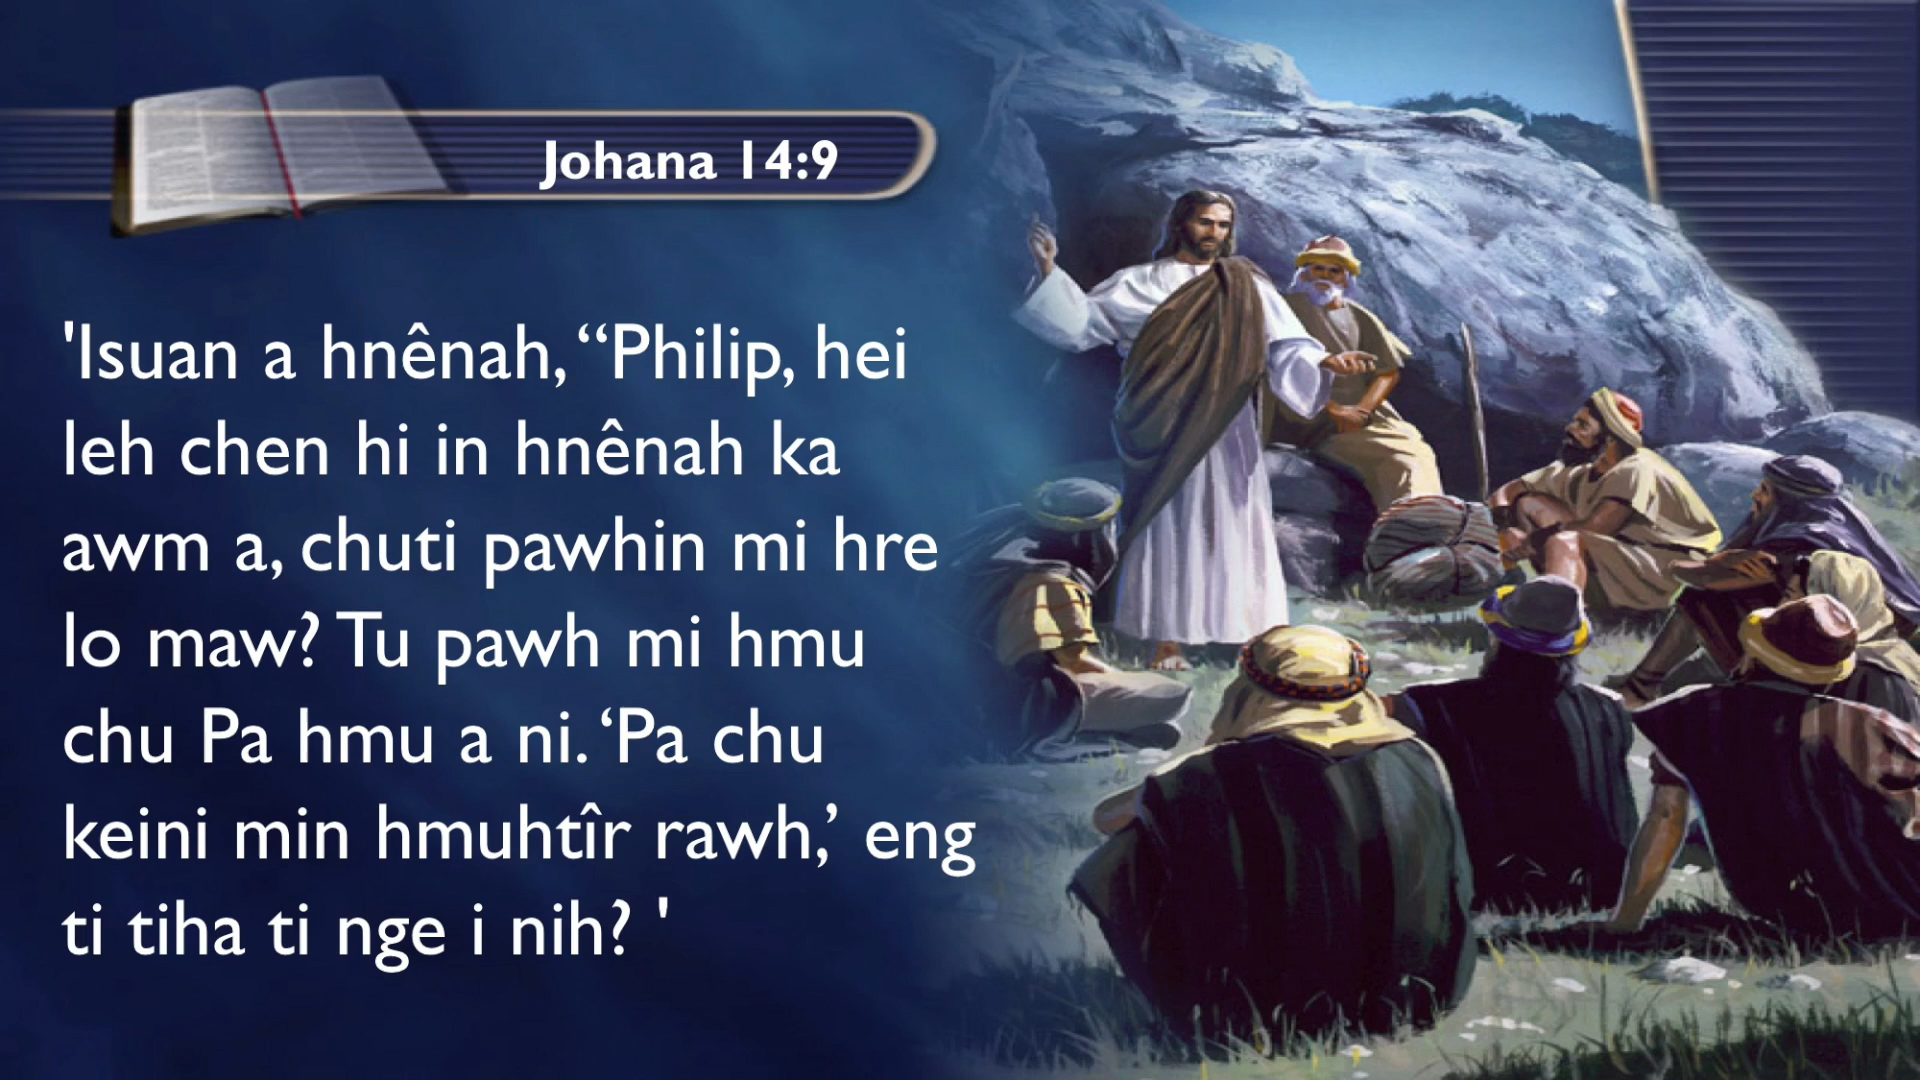 Johana 14:9
'Isuan a hnênah, “Philip, hei
leh chen hi in hnênah ka
awm a, chuti pawhin mi hre
lo maw? Tu pawh mi hmu
chu Pa hmu a ni. ‘Pa chu
keini min hmuhtîr rawh,’ eng
ti tiha ti nge i nih? '